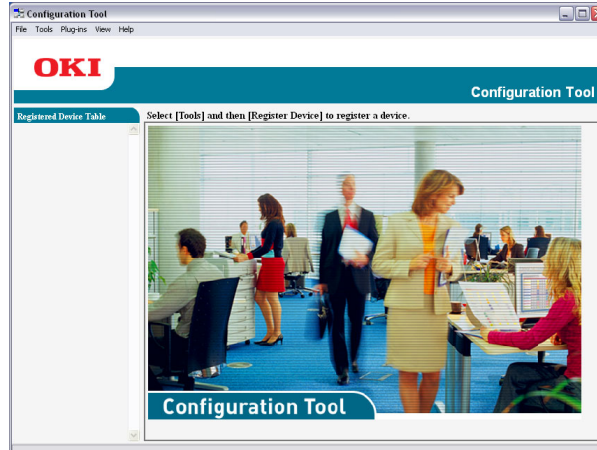 Configuration Tool
File Tools Plug-ins View Help
OKI
Configuration Tool
Registered Device Table
Select [Tools] and then [Register Device] to register a device.
Configuration Tool